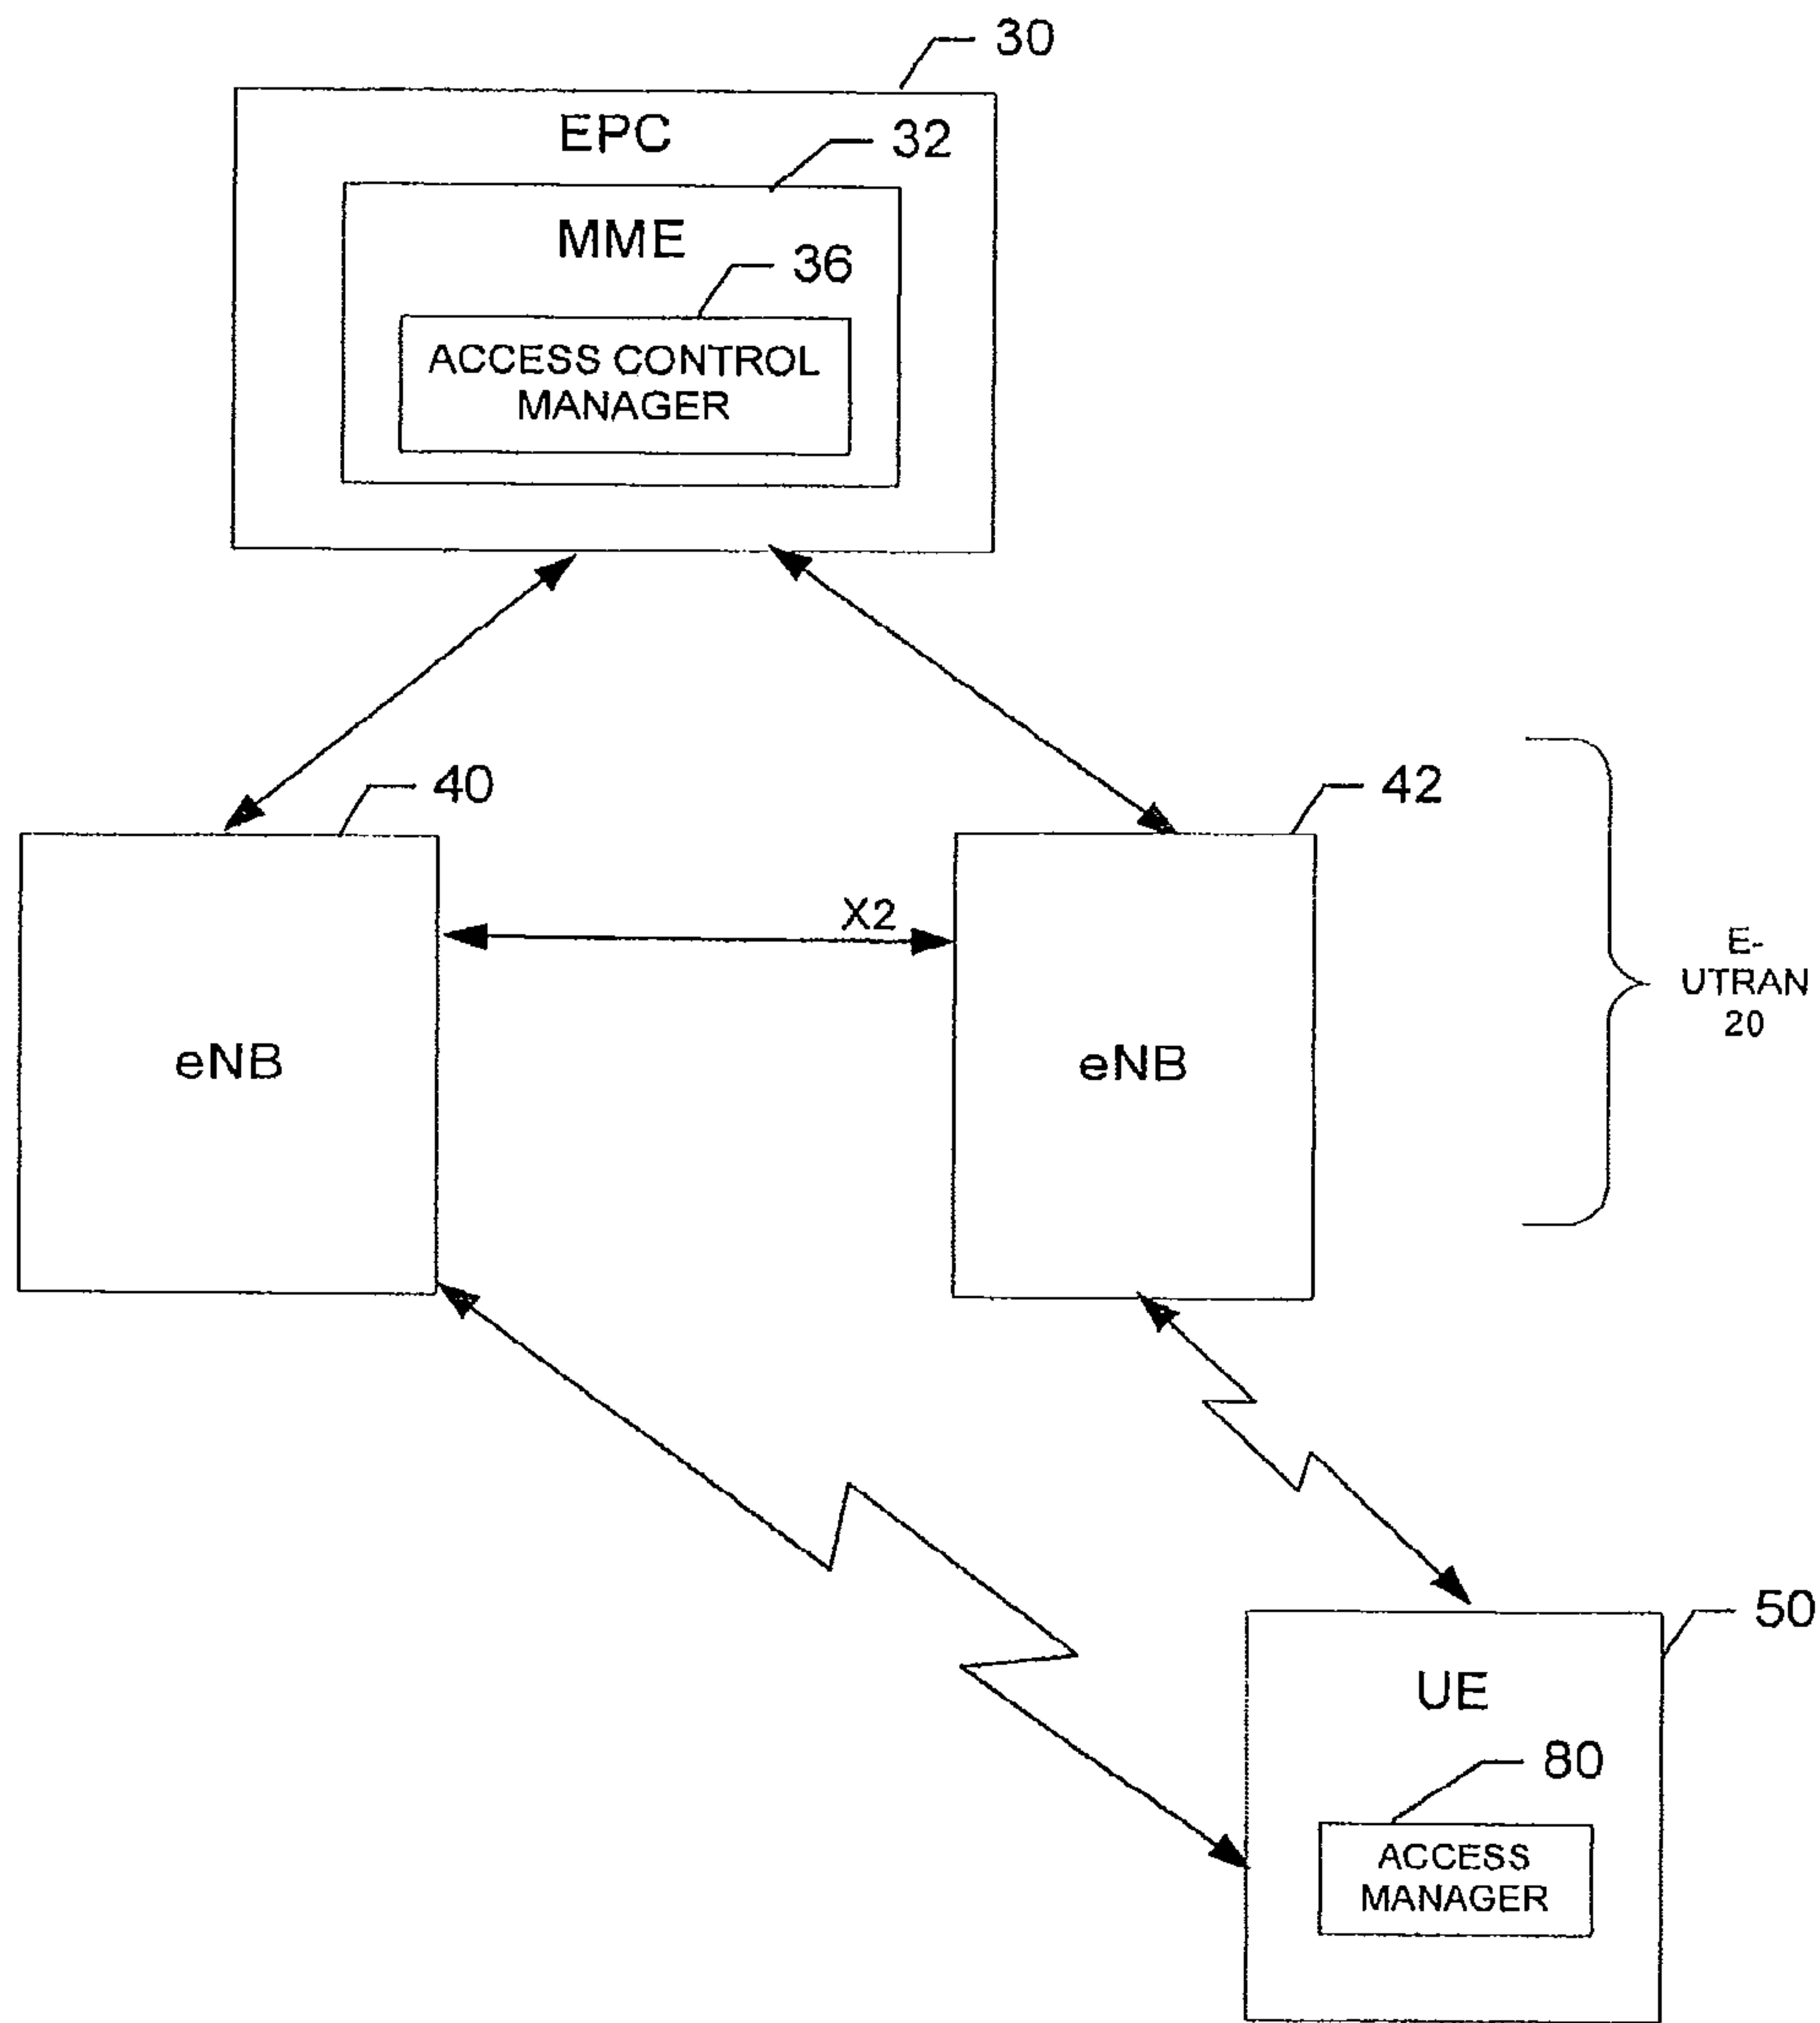 30
EPC
32
MME
36
ACCESS CONTROL
MANAGER
40
42
X2
E-
UTRAN
20
eNB
eNB
50
UE
80
ACCESS
MANAGER